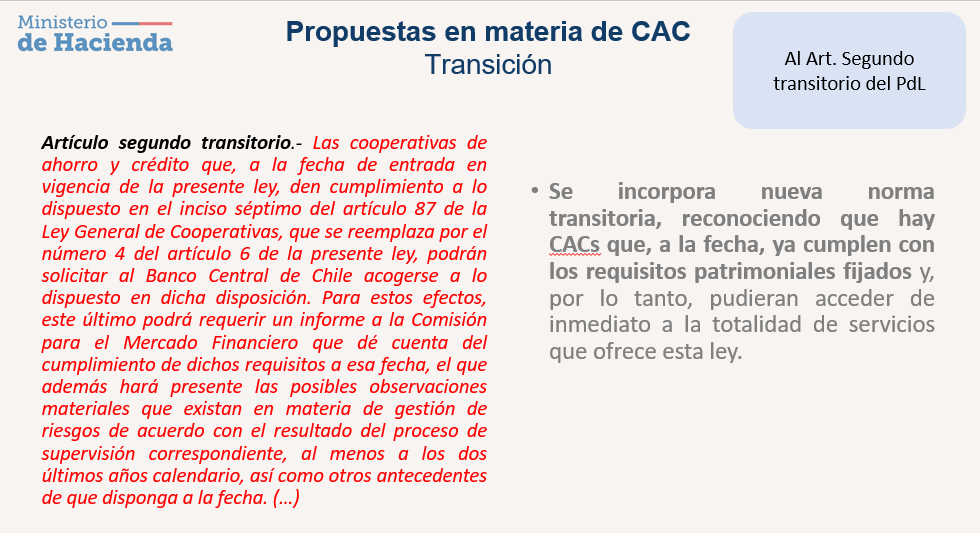 Ministerio
de Hacienda
Propuestas en materia de CAC
Transición
Al Art. Segundo
transitorio del PdL
Artículo segundo transitorio.- Las cooperativas de
ahorro y crédito que, a la fecha de entrada en
vigencia de la presente ley, den cumplimiento a lo
dispuesto en el inciso séptimo del artículo 87 de la
Ley General de Cooperativas, que se reemplaza por el
número 4 del artículo 6 de la presente ley, podrán
solicitar al Banco Central de Chile acogerse a lo
dispuesto en dicha disposición. Para estos efectos,
este último podrá requerir un informe a la Comisión
para el Mercado Financiero que dé cuenta del
cumplimiento de dichos requisitos a esa fecha, el que
además hará presente las posibles observaciones
materiales que existan en materia de gestión de
riesgos de acuerdo con el resultado del proceso de
supervisión correspondiente, al menos a los dos
últimos años calendario, así como otros antecedentes
de que disponga a la fecha. (...)
• Se incorpora nueva norma
transitoria, reconociendo que hay
CACs que, a la fecha, ya cumplen con
los requisitos patrimoniales fijados y,
por lo tanto, pudieran acceder de
inmediato a la totalidad de servicios
que ofrece esta ley.